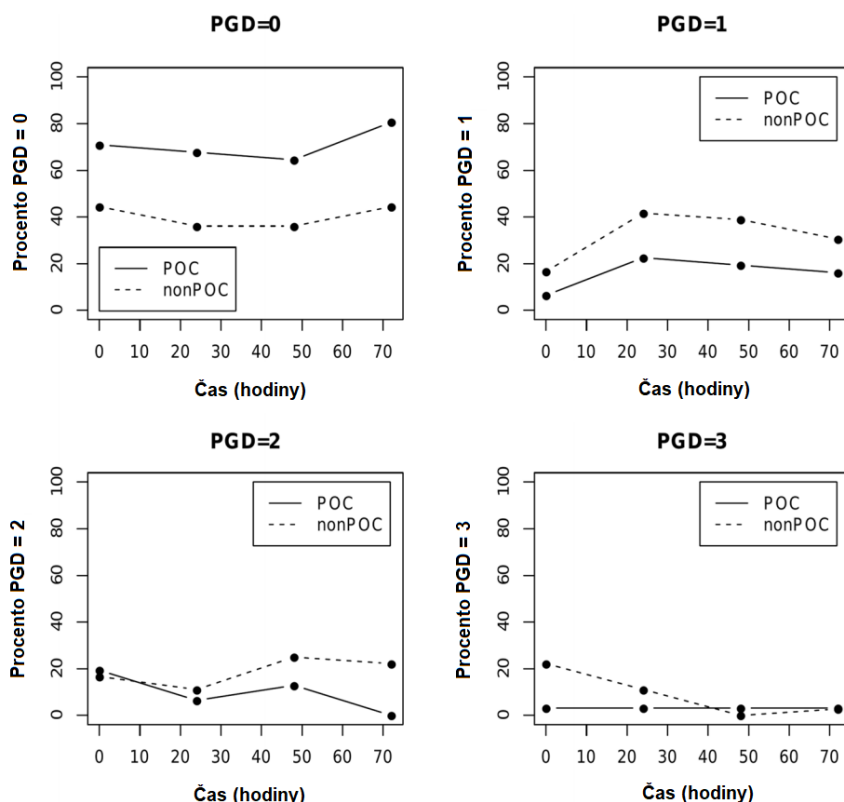 PGD=0
Procento PGD = 0
100
80
60
40
20
0
POC
nonPOC
0 10 20 30 40 50 60 70
Čas (hodiny)
PGD=1
Procento PGD = 1
100
80
60
40
20
0
POC
nonPOC
0 10 20 30 40 50 60 70
Čas (hodiny)
PGD=2
Procento PGD = 2
100
80
60
40
20
0
POC
nonPOC
0 10 20 30 40 50 60 70
Čas (hodiny)
PGD=3
Procento PGD = 3
100
80
60
40
20
0
POC
nonPOC
0 10 20 30 40 50 60 70
Čas (hodiny)